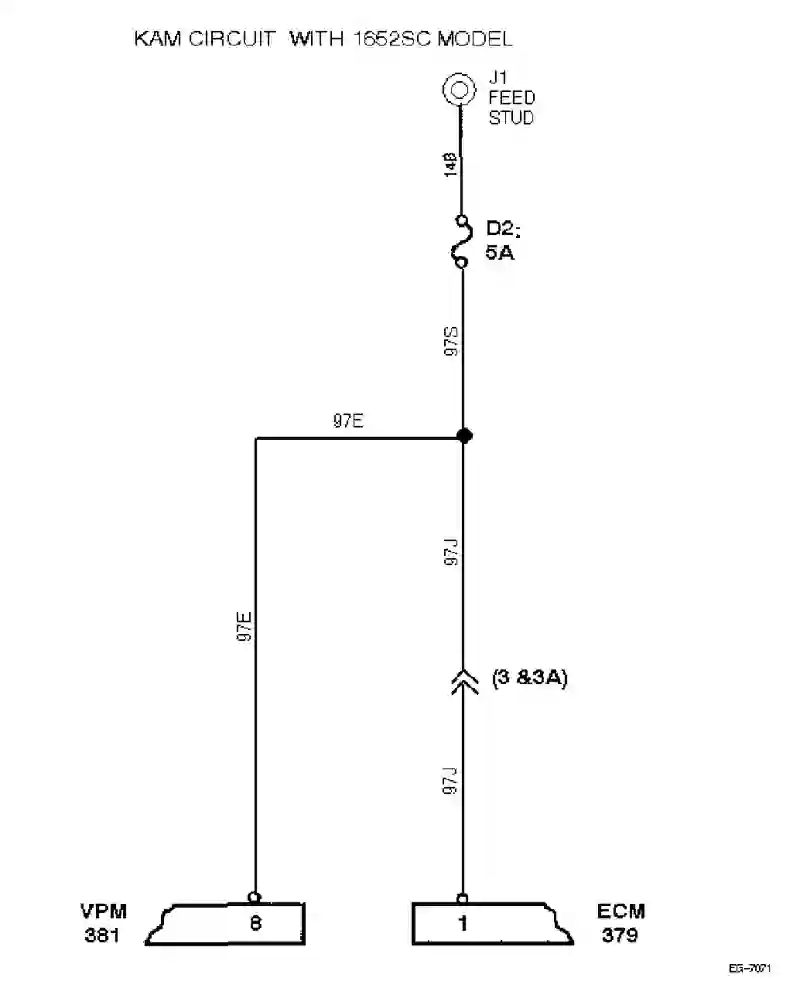 KAM CIRCUIT WITH 1652SC MODEL
J1
FEED
STUD
14B
D2;
5A
97S
97E
97J
97E
(3 &3A)
97J
VPM
381
8
1
ECM
379
EG-7071